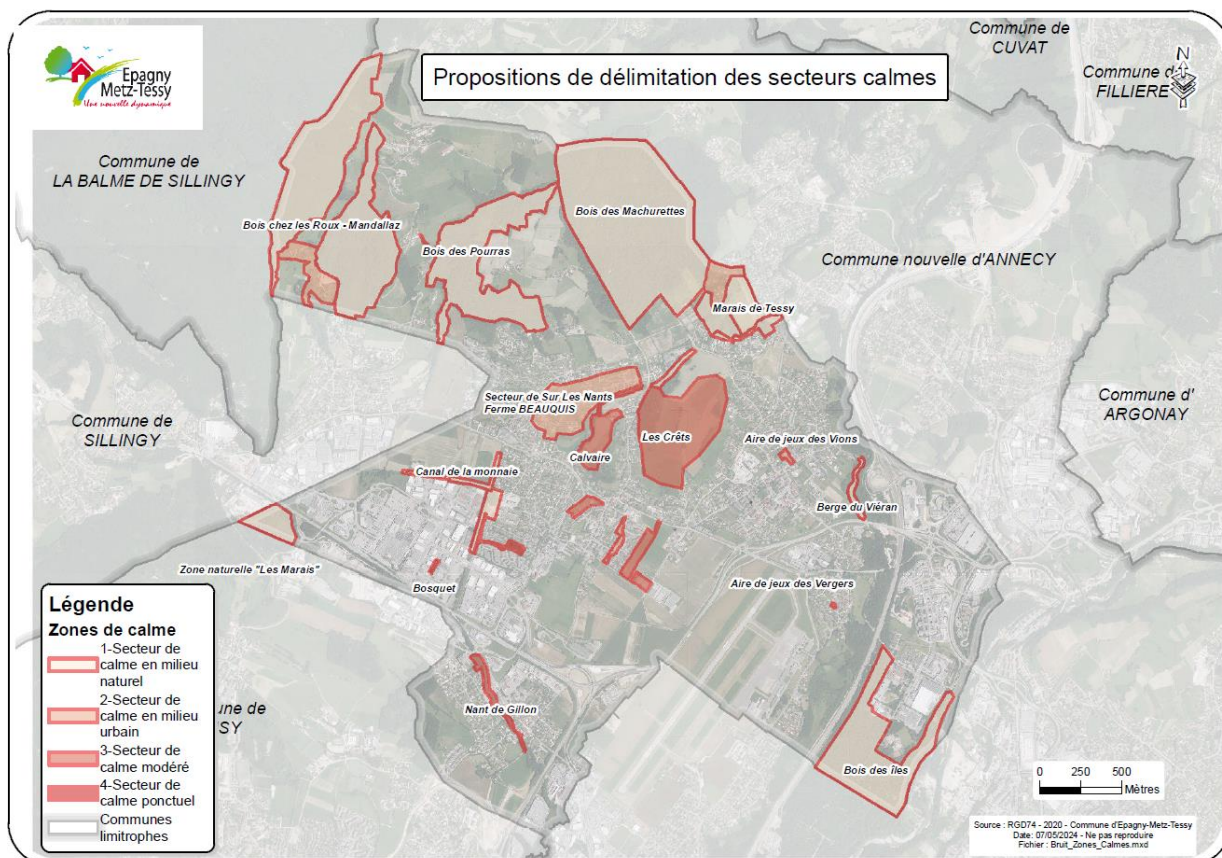 Epagny
Metz-Tessy
Une nouvelle dynamique
Propositions de délimitation des secteurs calmes
Commune de
CUVAT
Commune d
FILLIERE
N
Commune de
LA BALME DE SILLINGY
Bois chez les Roux - Mandallaz
Bois des Machurettes
Bois des Pourras
Commune nouvelle d'ANNECY
Marais de Tessy
Commune d'
ARGONAY
Secteur de Sur Les Nants
Ferme BEAUQUIS
Commune de
SILLINGY
Calvaire
Les Crêts
Aire de jeux des Vions
Canal de la monnaie
Berge du Viéran
Zone naturelle "Les Marais"
Bosquet
Aire de jeux des Vergers
Nant de Gillon
Bois des îles
Légende
Zones de calme
1-Secteur de
calme en milieu
naturel
2-Secteur de
calme en milieu
urbain
3-Secteur de
calme modéré
4-Secteur de
calme ponctuel
Communes
limitrophes
une de
SY
0 250 500
Mètres
Source : RGD74 - 2020 - Commune d'Epagny-Metz-Tessy
Date: 07/05/2024 - Ne pas reproduire
Fichier : Bruit_Zones_Calmes.mxd